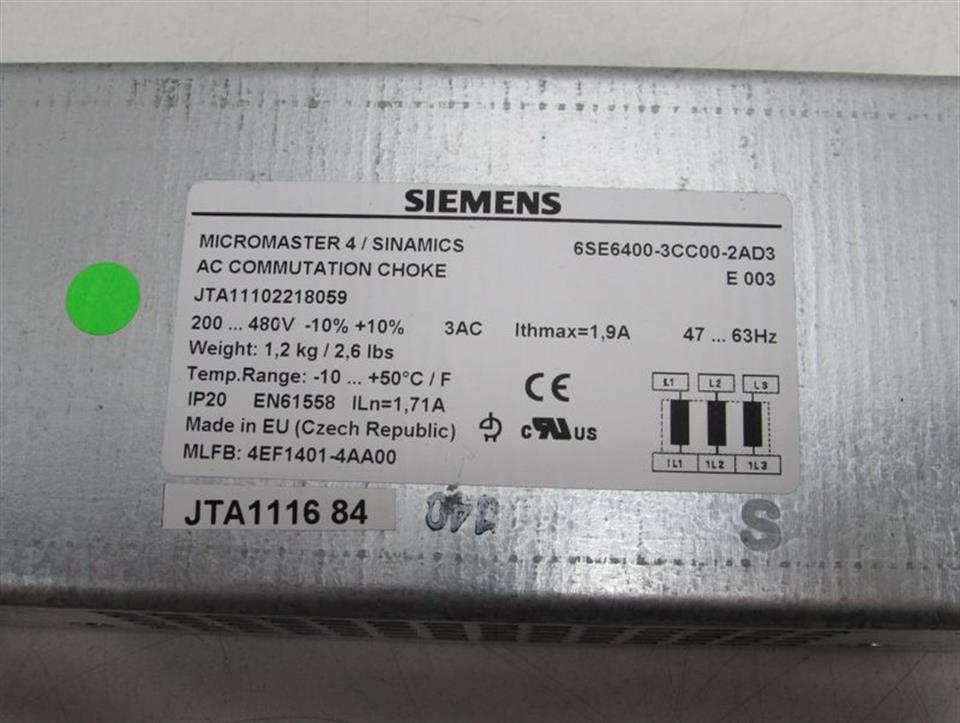 SIEMENS
MICROMASTER 4 / SINAMICS 6SE6400-3CC00-2AD3
AC COMMUTATION CHOKE E 003
JTA11102218059
200 ... 480V -10% +10% 3AC Ithmax=1,9A 47 ... 63Hz
Weight: 1,2 kg / 2,6 lbs
Temp.Range: -10 ... +50°C / F
IP20 EN61558 ILn=1,71A
Made in EU (Czech Republic)
MLFB: 4EF1401-4AA00
CE
c RU US
L1 L2 L3
1L1 1L2 1L3
JTA1116 84
340
S